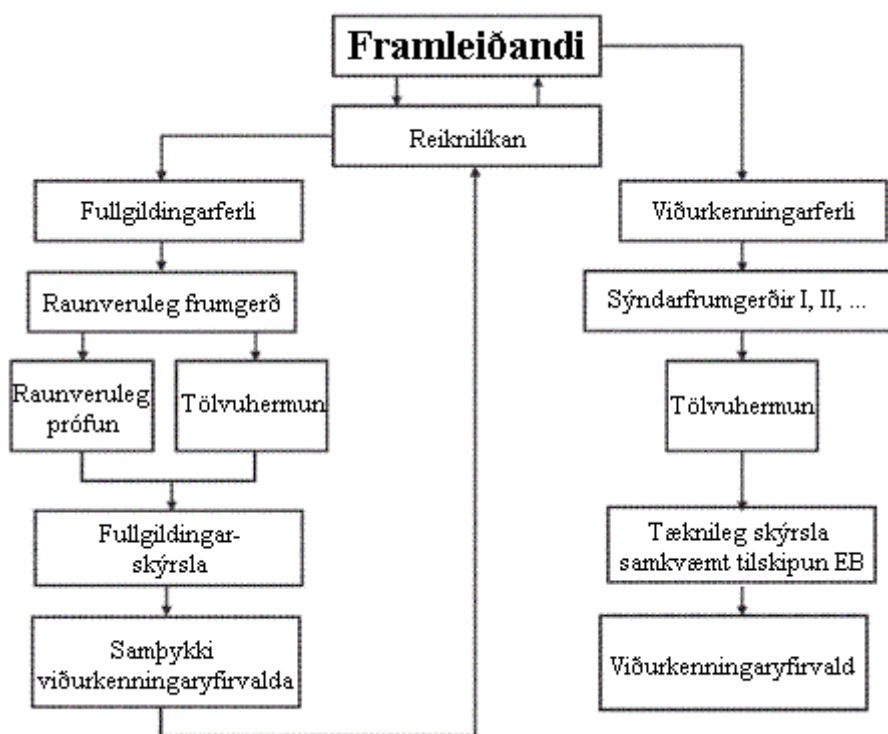 Framleiðandi
Reiknilíkan
Fullgildingarferli
Raunveruleg frumgerð
Raunveruleg
prófun
Tölvuhermun
Fullgildingar-
skýrsla
Samþykki
viðurkenningaryfirvalda
Viðurkenningarferli
Sýndarfrumgerðir I, II, ...
Tölvuhermun
Tæknileg skýrsla
samkvæmt tilskipun EB
Viðurkenningaryfirvald